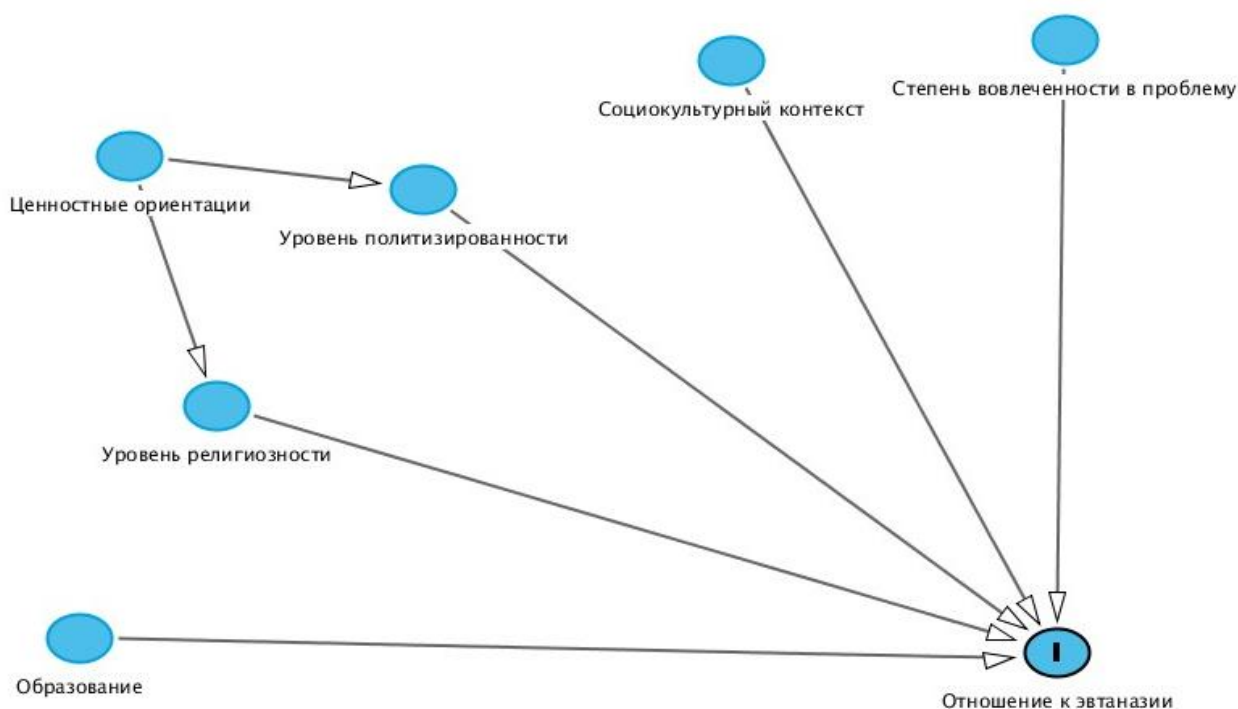 Степень вовлеченности в проблему
Социокультурный контекст
Ценностные ориентации
Уровень политизированности
Уровень религиозности
Образование
Отношение к эвтаназии